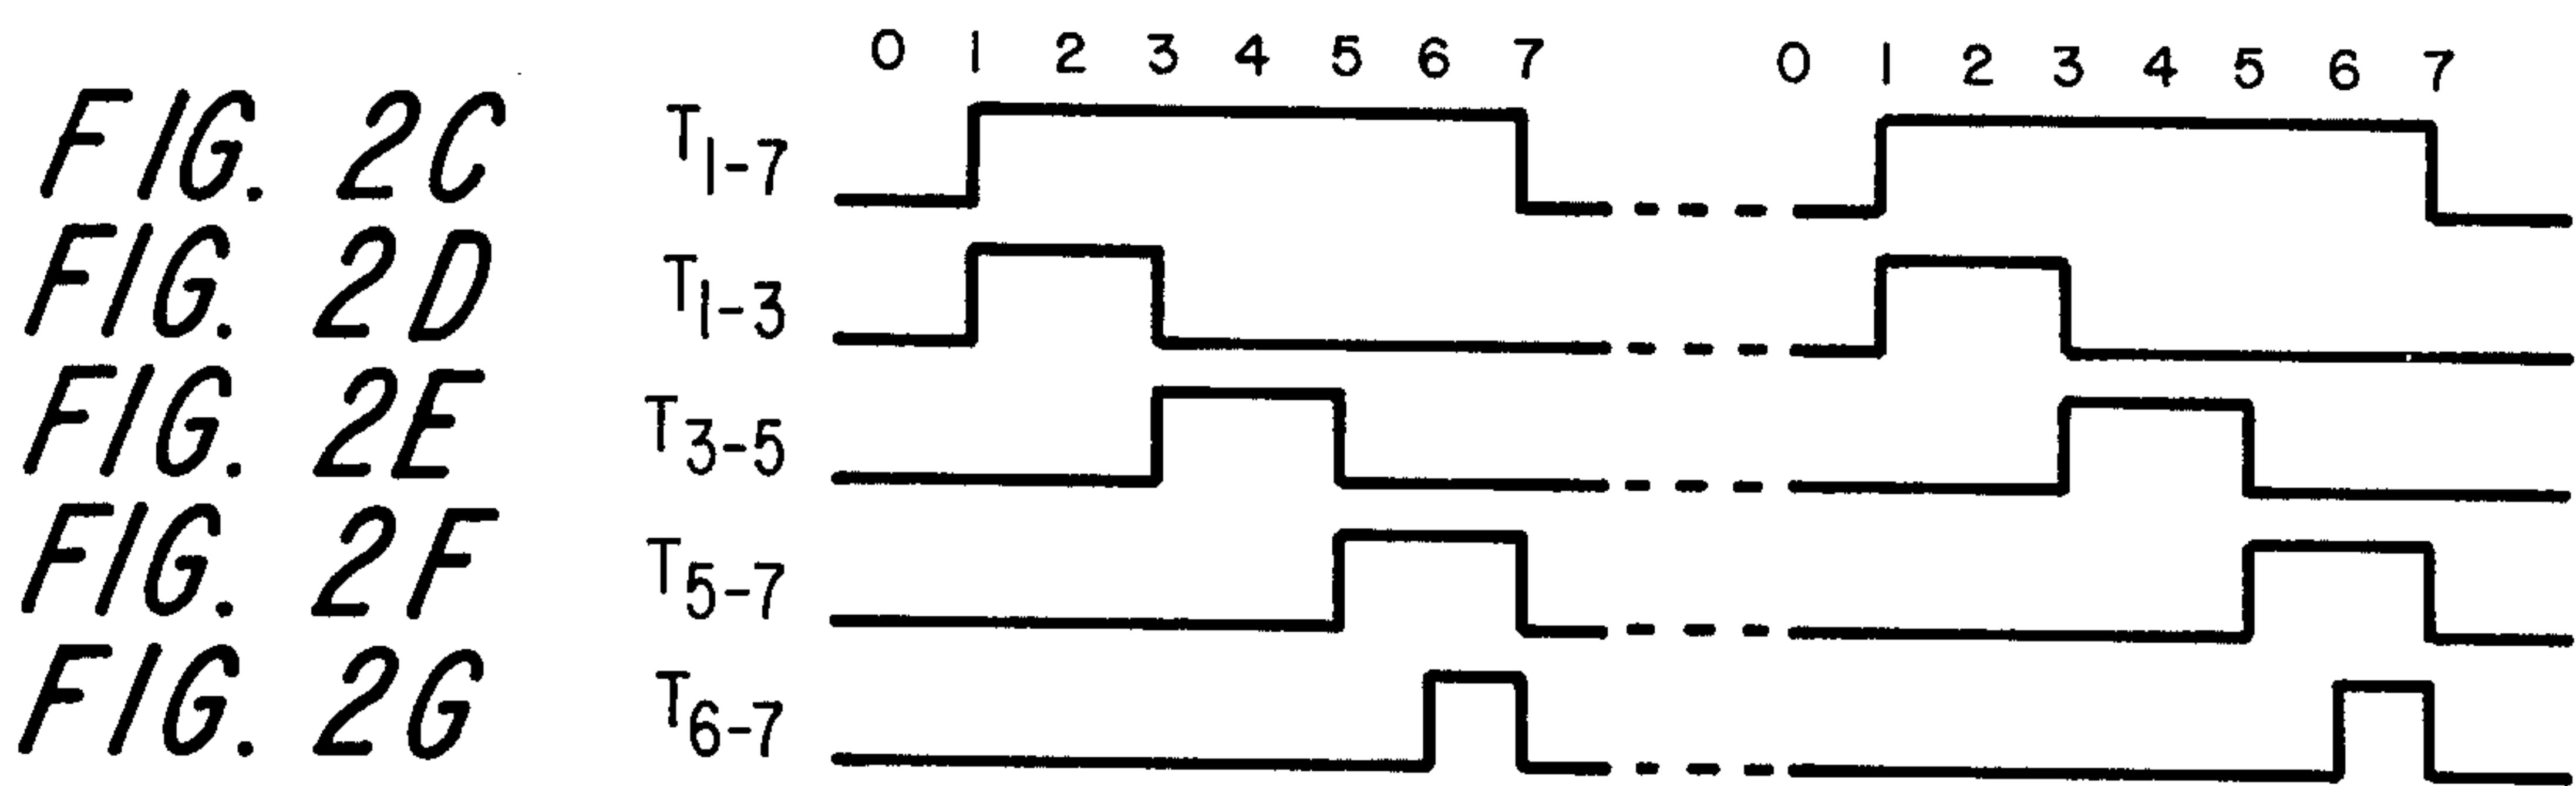 0 1 2 3 4 5 6 7 0 1 2 3 4 5 6 7
FIG. 2C T1-7
FIG. 2D T1-3
FIG. 2E T3-5
FIG. 2F T5-7
FIG. 2G T6-7